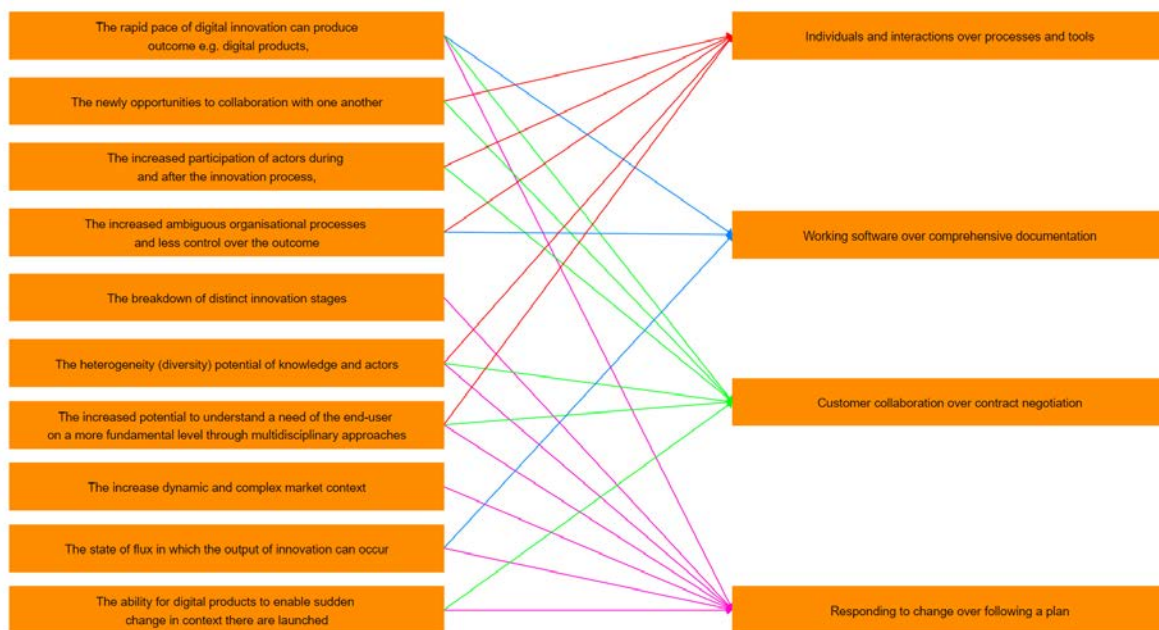 The rapid pace of digital innovation can produce
outcome e.g. digital products,
The newly opportunities to collaboration with one another
The increased participation of actors during
and after the innovation process,
The increased ambiguous organisational processes
and less control over the outcome
The breakdown of distinct innovation stages
The heterogeneity (diversity) potential of knowledge and actors
The increased potential to understand a need of the end-user
on a more fundamental level through multidisciplinary approaches
The increase dynamic and complex market context
The state of flux in which the output of innovation can occur
The ability for digital products to enable sudden
change in context there are launched
Individuals and interactions over processes and tools
Working software over comprehensive documentation
Customer collaboration over contract negotiation
Responding to change over following a plan